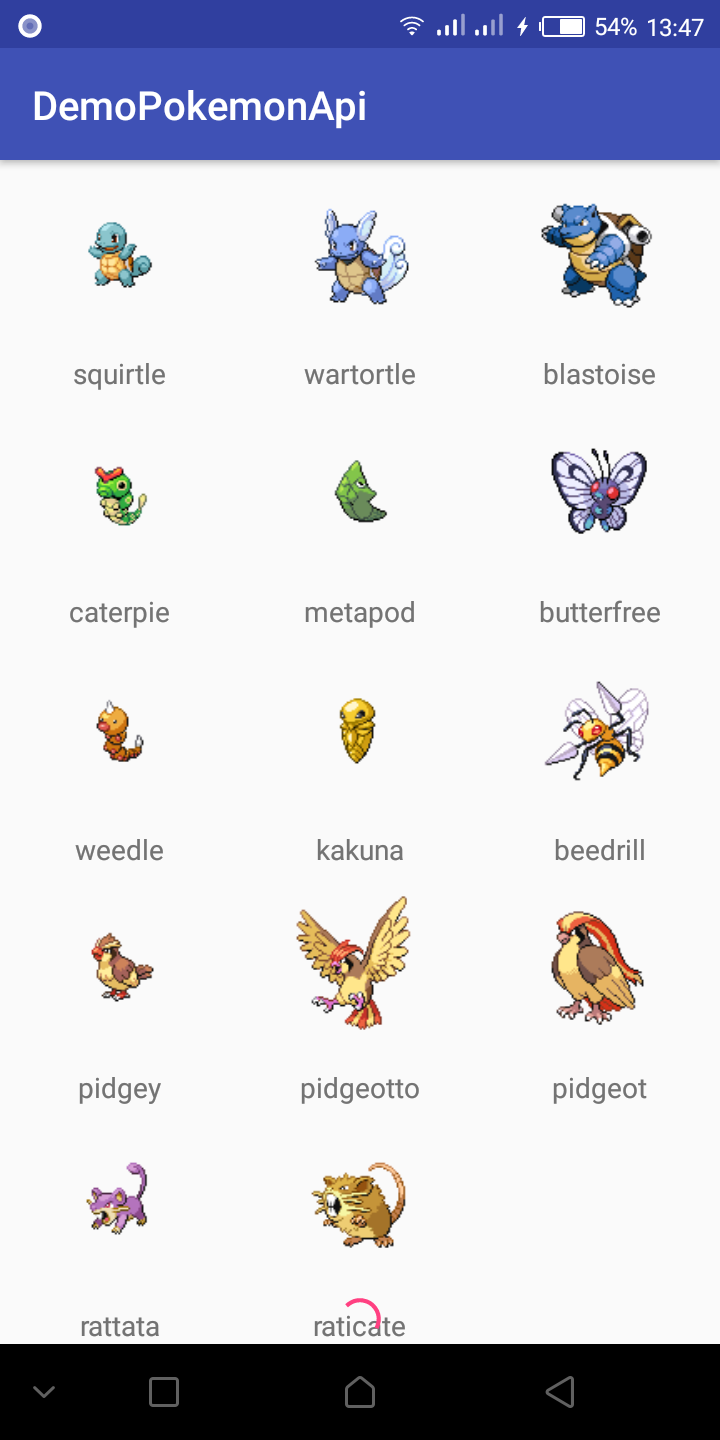 54% 13:47
DemoPokemonApi
squirtle wartortle blastoise
caterpie metapod butterfree
weedle kakuna beedrill
pidgey pidgeotto pidgeot
rattata raticate